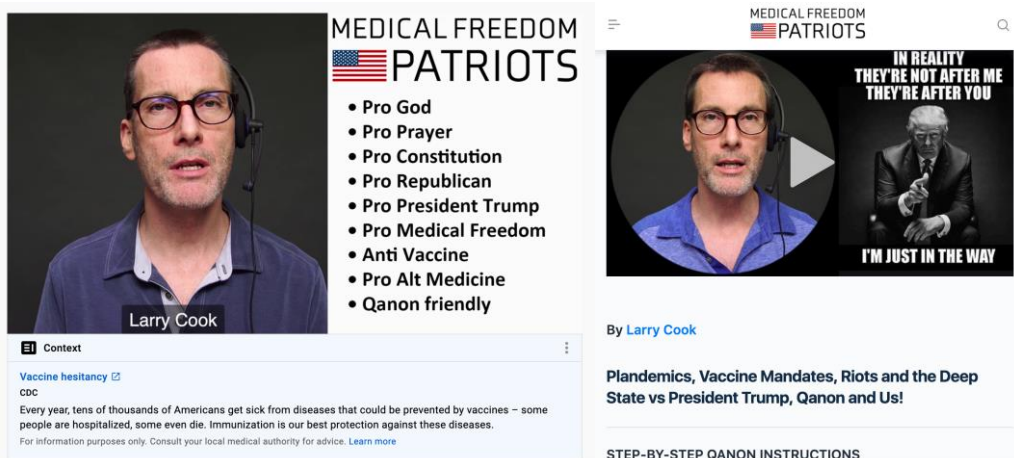 MEDICAL FREEDOM
PATRIOTS
• Pro God
• Pro Prayer
• Pro Constitution
• Pro Republican
• Pro President Trump
• Pro Medical Freedom
• Anti Vaccine
• Pro Alt Medicine
• Qanon friendly
Larry Cook
Context
Vaccine hesitancy
CDC
Every year, tens of thousands of Americans get sick from diseases that could be prevented by vaccines – some
people are hospitalized, some even die. Immunization is our best protection against these diseases.
For information purposes only. Consult your local medical authority for advice. Learn more
MEDICAL FREEDOM
PATRIOTS
IN REALITY
THEY'RE NOT AFTER ME
THEY'RE AFTER YOU
I'M JUST IN THE WAY
By Larry Cook
Plandemics, Vaccine Mandates, Riots and the Deep
State vs President Trump, Qanon and Us!
STEP-BY-STEP QANON INSTRUCTIONS